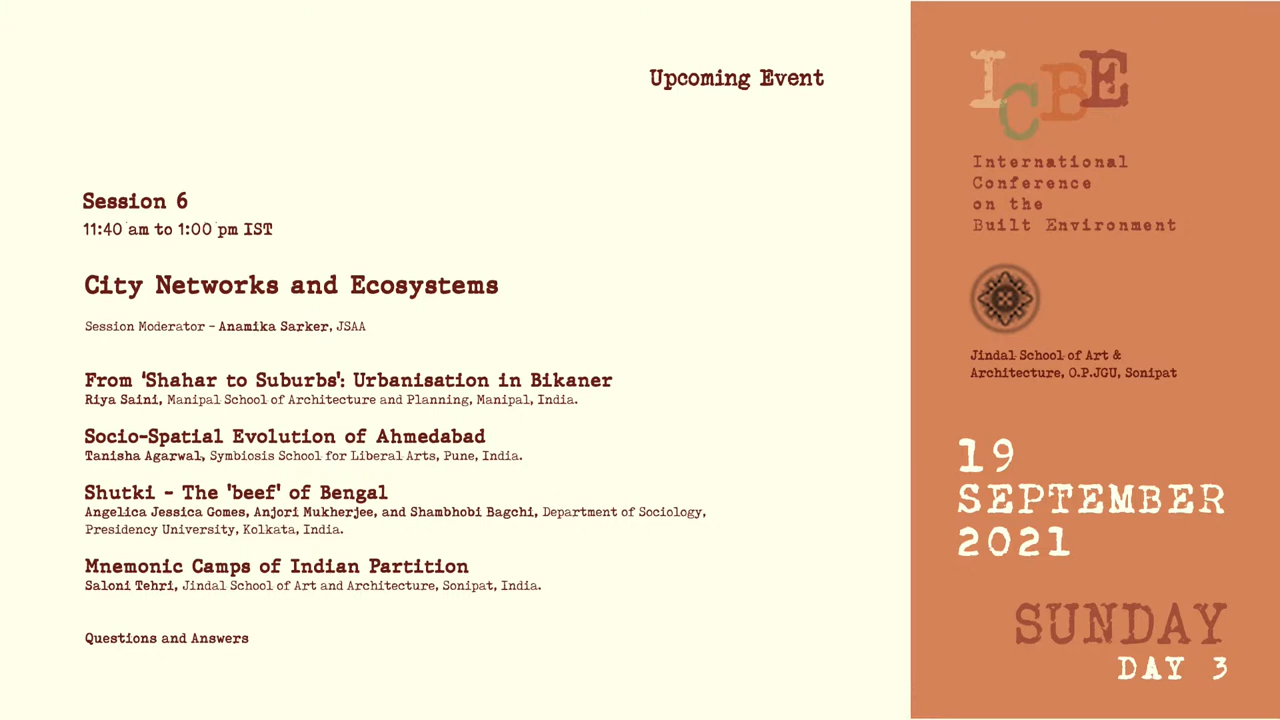 Upcoming Event
Session 6
11:40 am to 1:00 pm IST
City Networks and Ecosystems
Session Moderator - Anamika Sarker, JSAA
From 'Shahar to Suburbs': Urbanisation in Bikaner
Riya Saini, Manipal School of Architecture and Planning, Manipal, India.
Socio-Spatial Evolution of Ahmedabad
Tanisha Agarwal, Symbiosis School for Liberal Arts, Pune, India.
Shutki - The 'beef' of Bengal
Angelica Jessica Gomes, Anjori Mukherjee, and Shambhobi Bagchi, Department of Sociology,
Presidency University, Kolkata, India.
Mnemonic Camps of Indian Partition
Saloni Tehri, Jindal School of Art and Architecture, Sonipat, India.
Questions and Answers
ICBE
International
Conference
on the
Built Environment
Jindal School of Art &
Architecture, O.P.JGU, Sonipat
19
SEPTEMBER
2021
SUNDAY
DAY 3